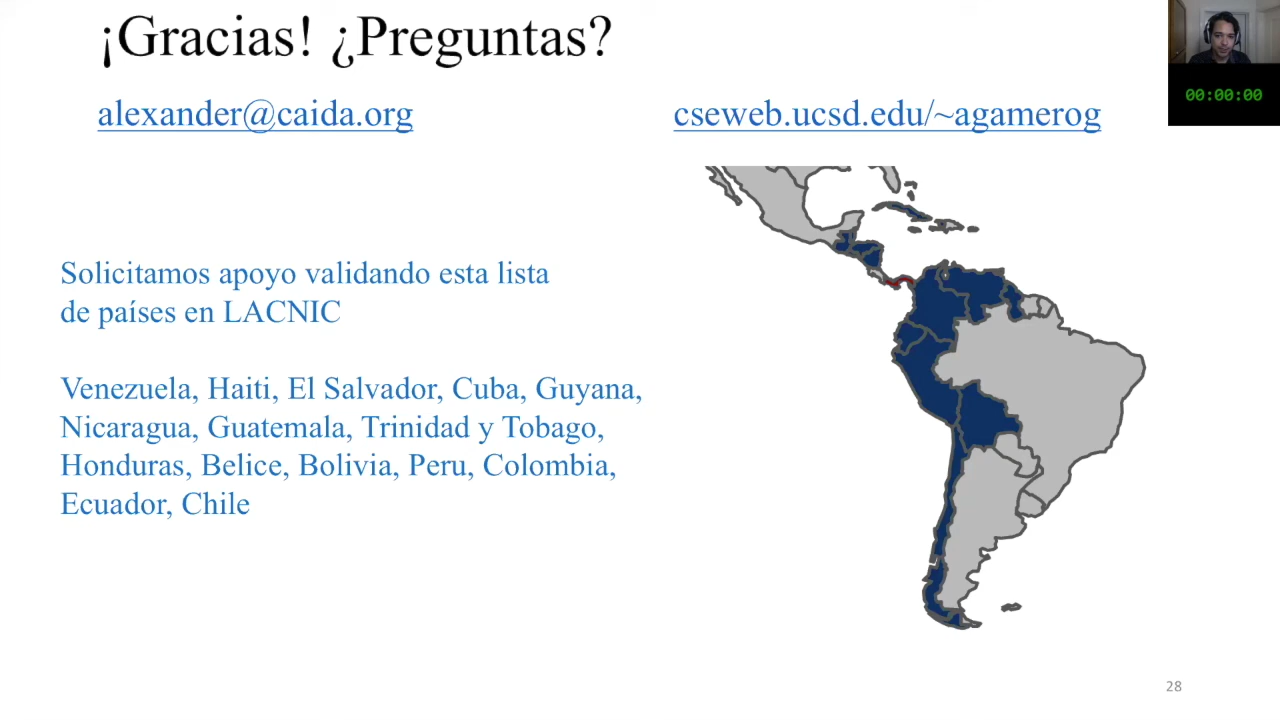 ¡Gracias! ¿Preguntas?
alexander@caida.org
cseweb.ucsd.edu/~agamerog
00:00:00
Solicitamos apoyo validando esta lista
de países en LACNIC
Venezuela, Haiti, El Salvador, Cuba, Guyana,
Nicaragua, Guatemala, Trinidad y Tobago,
Honduras, Belice, Bolivia, Peru, Colombia,
Ecuador, Chile
28